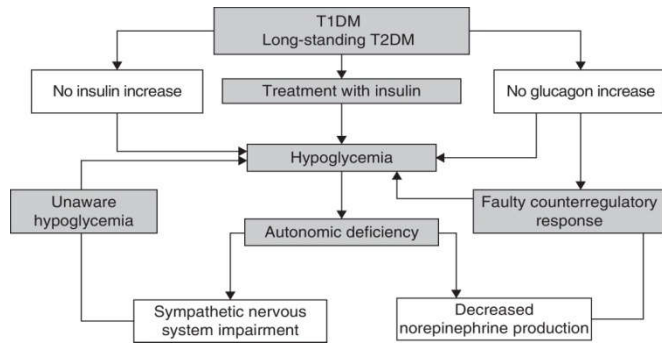 T1DM
Long-standing T2DM
No insulin increase
Treatment with insulin
No glucagon increase
Hypoglycemia
Unaware
hypoglycemia
Faulty counterregulatory
response
Autonomic deficiency
Sympathetic nervous
system impairment
Decreased
norepinephrine production